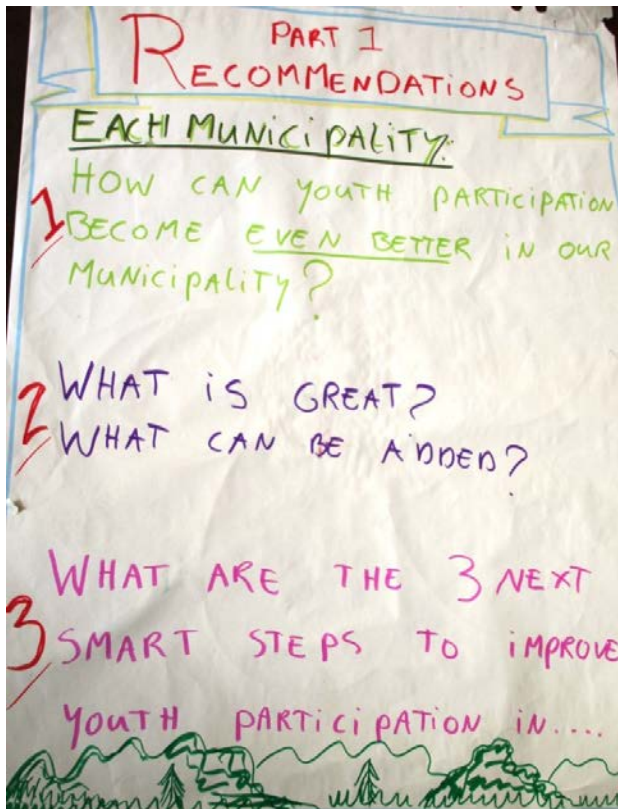 PART 1
RECOMMENDATIONS
EACH MUNICIPALITY:
HOW CAN YOUTH PARTICIPATION
1 BECOME EVEN BETTER IN OUR
MUNICIPALITY?
2 WHAT IS GREAT?
WHAT CAN BE ADDED?
WHAT ARE THE 3 NEXT
3 SMART STEPS TO IMPROVE
YOUTH PARTICIPATION IN....